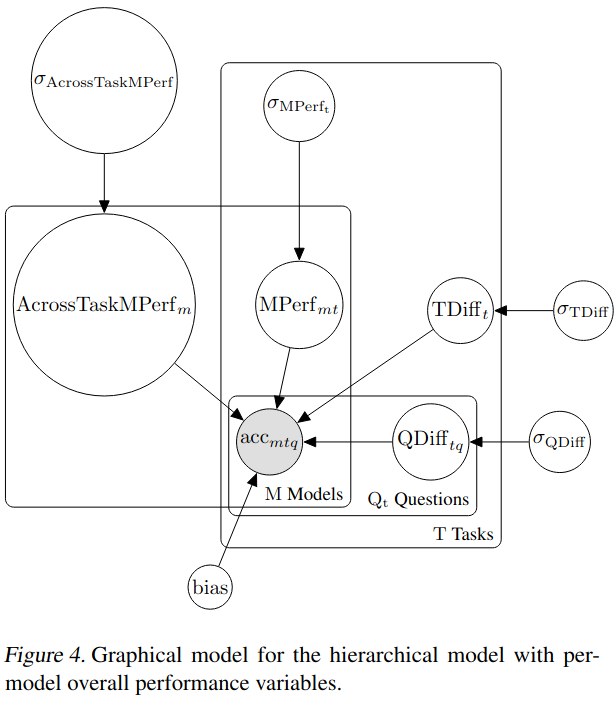 σAcrossTaskMPerf
σMPerft
AcrossTaskMPerfm
MPerfmt
TDifft
σTDiff
accmtq
QDifftq
σQDiff
M Models
Qt Questions
T Tasks
bias
Figure 4. Graphical model for the hierarchical model with per-
model overall performance variables.